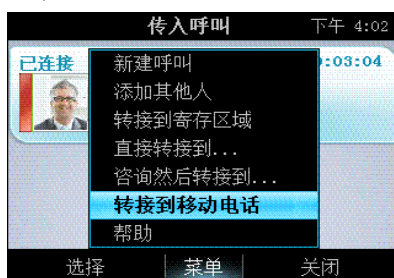 传入呼叫 下午 4:02
已连接 :03:04
新建呼叫
添加其他人
转接到寄存区域
直接转接到...
咨询然后转接到...
转接到移动电话
帮助
选择 菜单 关闭